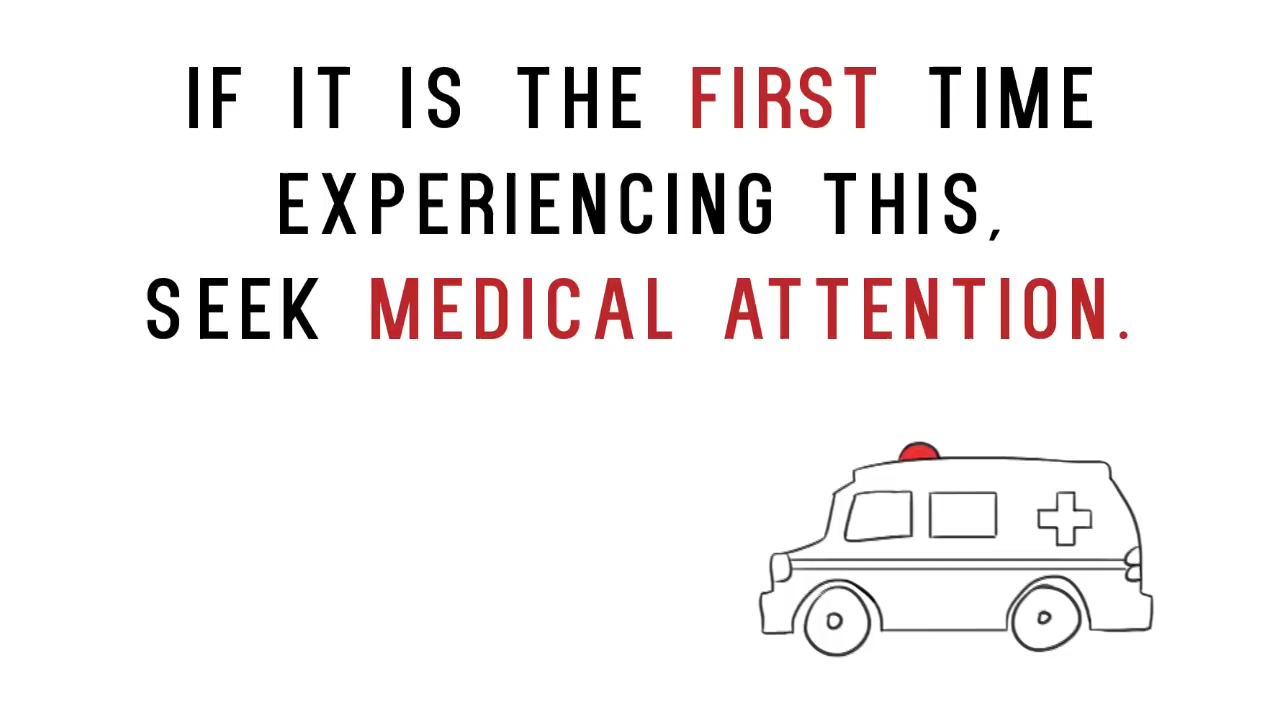 IF IT IS THE FIRST TIME
EXPERIENCING THIS,
SEEK MEDICAL ATTENTION.